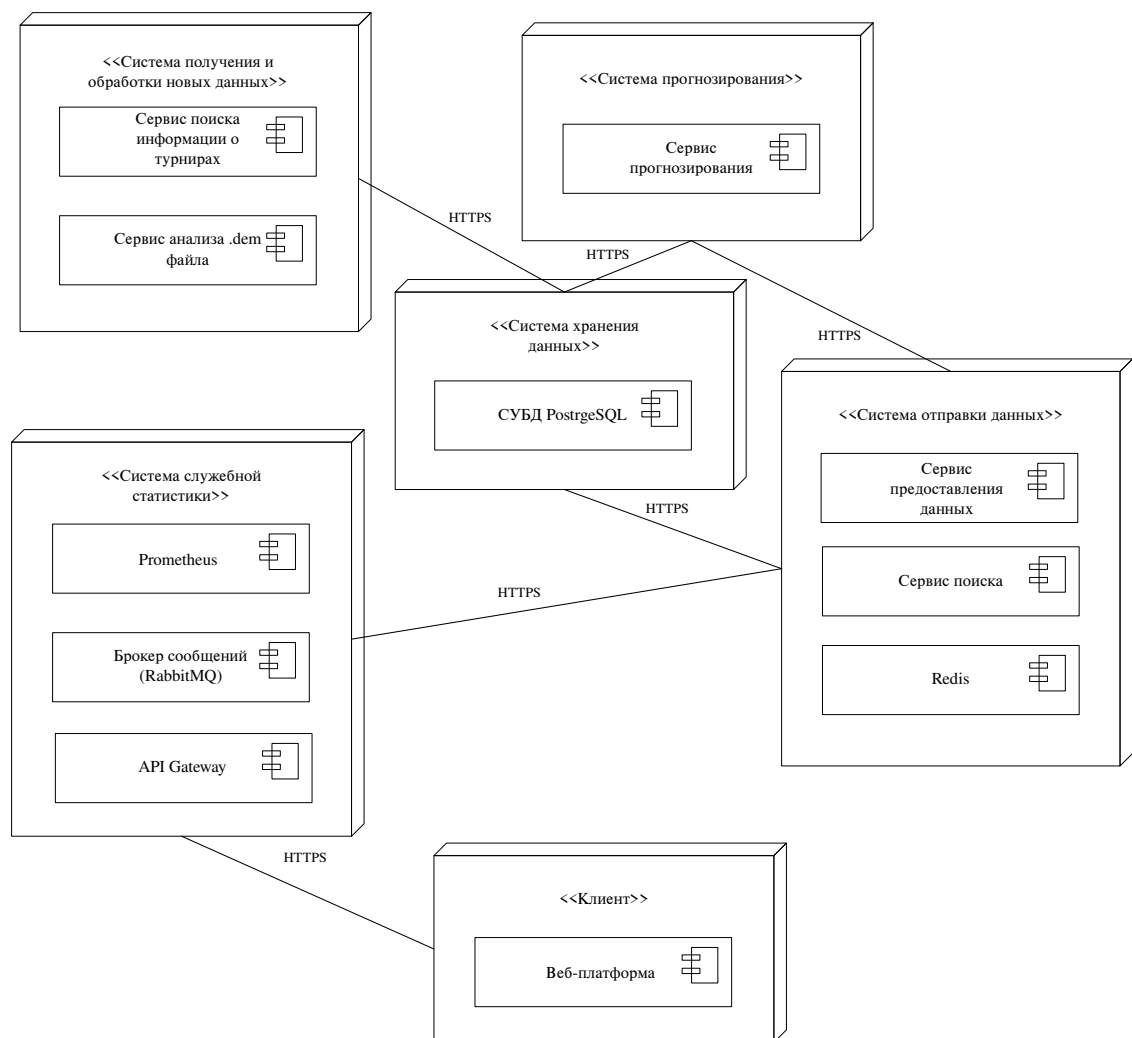 <<Система получения и
обработки новых данных>>
Сервис поиска
информации о
турнирах
Сервис анализа .dem
файла
<<Система прогнозирования>>
Сервис
прогнозирования
HTTPS
HTTPS
HTTPS
<<Система хранения
данных>>
СУБД PostrgeSQL
<<Система отправки данных>>
Сервис
предоставления
данных
Сервис поиска
Redis
HTTPS
HTTPS
<<Система служебной
статистики>>
Prometheus
Брокер сообщений
(RabbitMQ)
API Gateway
HTTPS
<<Клиент>>
Веб-платформа